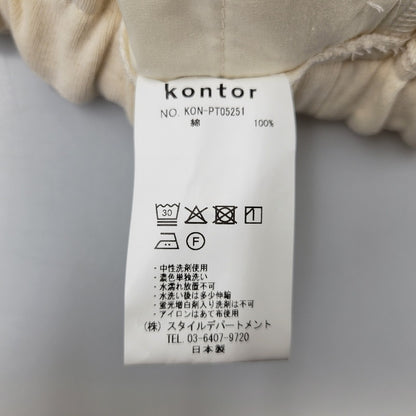 kontor
NO. KON-PT05251
綿 100%
30
F
・中性洗剤使用
・濃色単独洗い
・水濡れ放置不可
・水洗い後は多少伸縮
・蛍光増白剤入り洗剤は不可
・アイロンはあて布使用
(株) スタイルデパートメント
TEL. 03-6407-9720
日本製